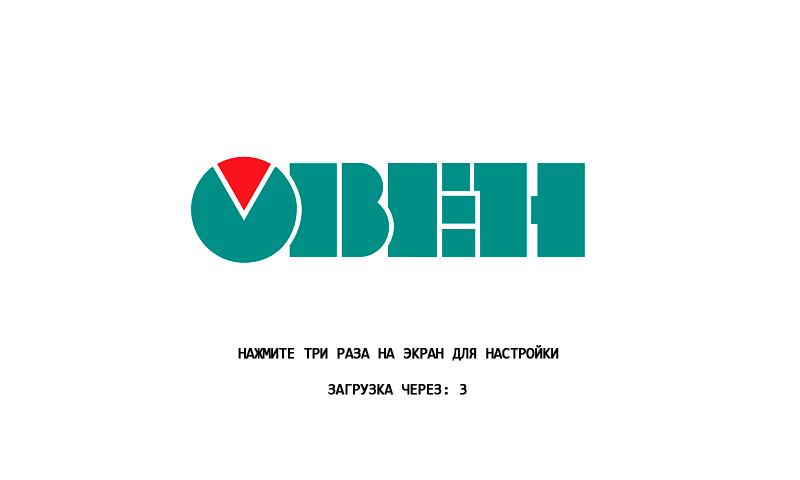 ОВЕН
НАЖМИТЕ ТРИ РАЗА НА ЭКРАН ДЛЯ НАСТРОЙКИ
ЗАГРУЗКА ЧЕРЕЗ: 3